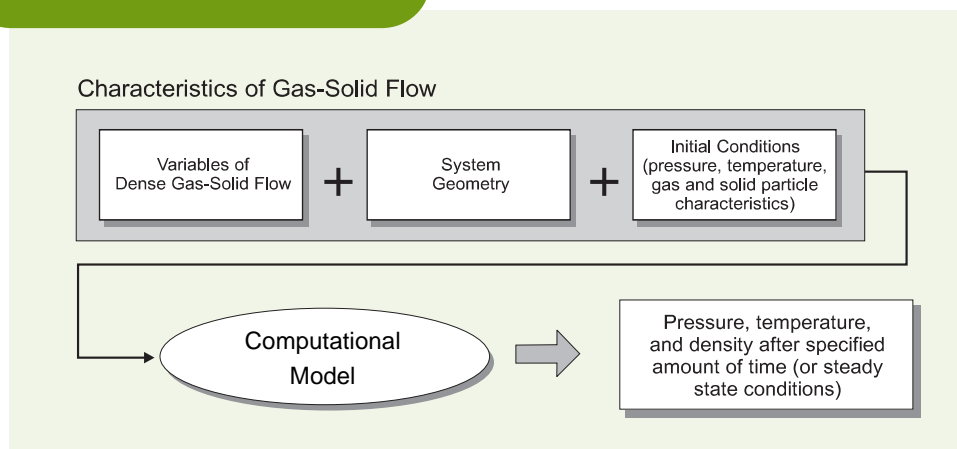 Characteristics of Gas-Solid Flow
Variables of
Dense Gas-Solid Flow
+
System
Geometry
+
Initial Conditions
(pressure, temperature,
gas and solid particle
characteristics)
Computational
Model
Pressure, temperature,
and density after specified
amount of time (or steady
state conditions)